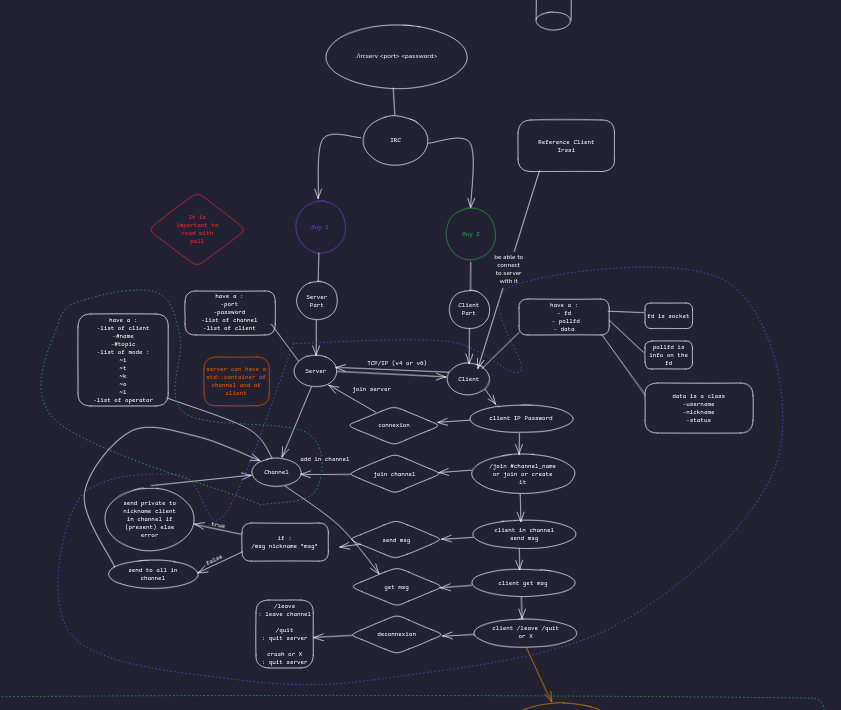 ./ircserv <port> <password>
IRC
Reference Client
Irssi
It is
important to
read with
poll
Guy 1
Guy 2
be able to
connect
to server
with it
have a :
-port
-password
-list of channel
-list of client
Server
Part
Client
Part
have a :
- fd
- pollfd
- data
fd is socket
have a :
-list of client
-#name
-#topic
-list of mode :
~i
~t
~k
~o
~l
-list of operator
pollfd is
info on the
fd
server can have a
std::container of
channel and of
client
Server
TCP/IP (v4 or v6)
Client
join server
data is a class
-username
-nickname
-status
connexion
client IP Password
add in channel
Channel
join channel
/join #channel_name
or join or create
it
send private to
nickname client
in channel if
(present) else
error
true
if :
/msg nickname "msg"
send msg
client in channel
send msg
false
send to all in
channel
get msg
client get msg
/leave
: leave channel
/quit
: quit server
crash or X
: quit server
deconnexion
client /leave /quit
or X